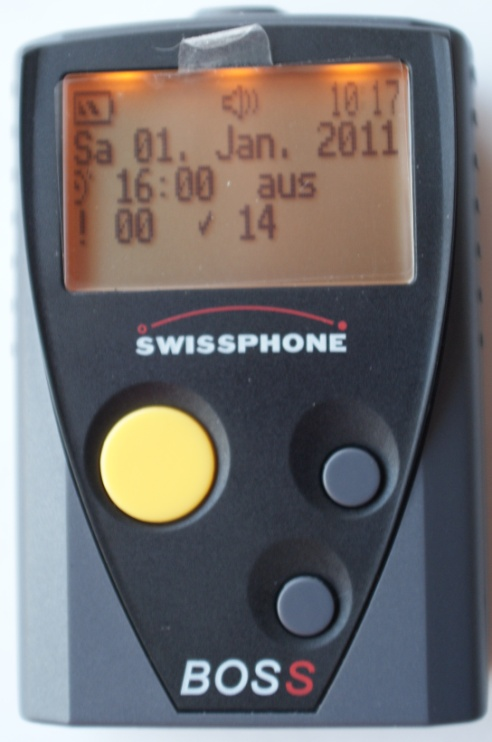 10:17
Sa 01. Jan. 2011
16:00 aus
! 00 ✓ 14
SWISSPHONE
BOSS